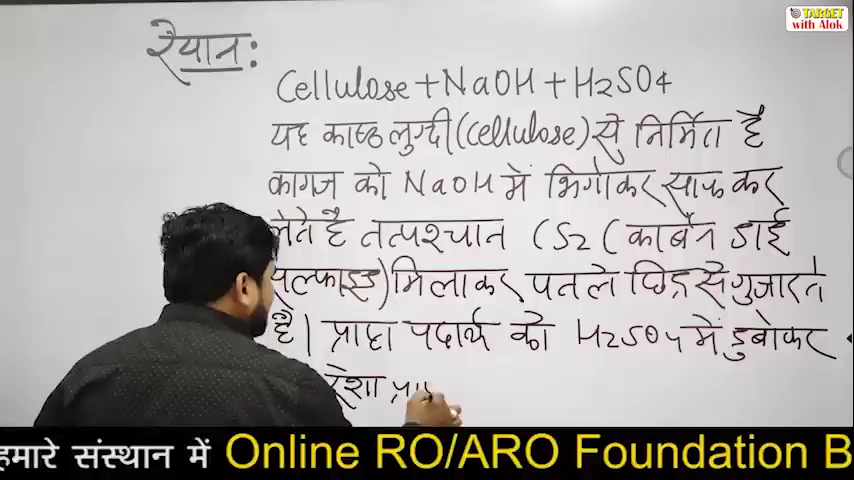 TARGET
with Alok
रैयान:
Cellulose + NaOH + H2SO4
यह काष्ठ लुग्दी (Cellulose) से निर्मित है
कागज को NaOH में भिगोकर साफ कर
लेते है तत्पश्चात CS2 (कार्बन डाई
सल्फाइड) मिलाकर पतले छिद्र से गुजारते
है। प्राप्त पदार्थ को H2SO4 में डुबोकर
रेशा प्रा
हमारे संस्थान में Online RO/ARO Foundation B